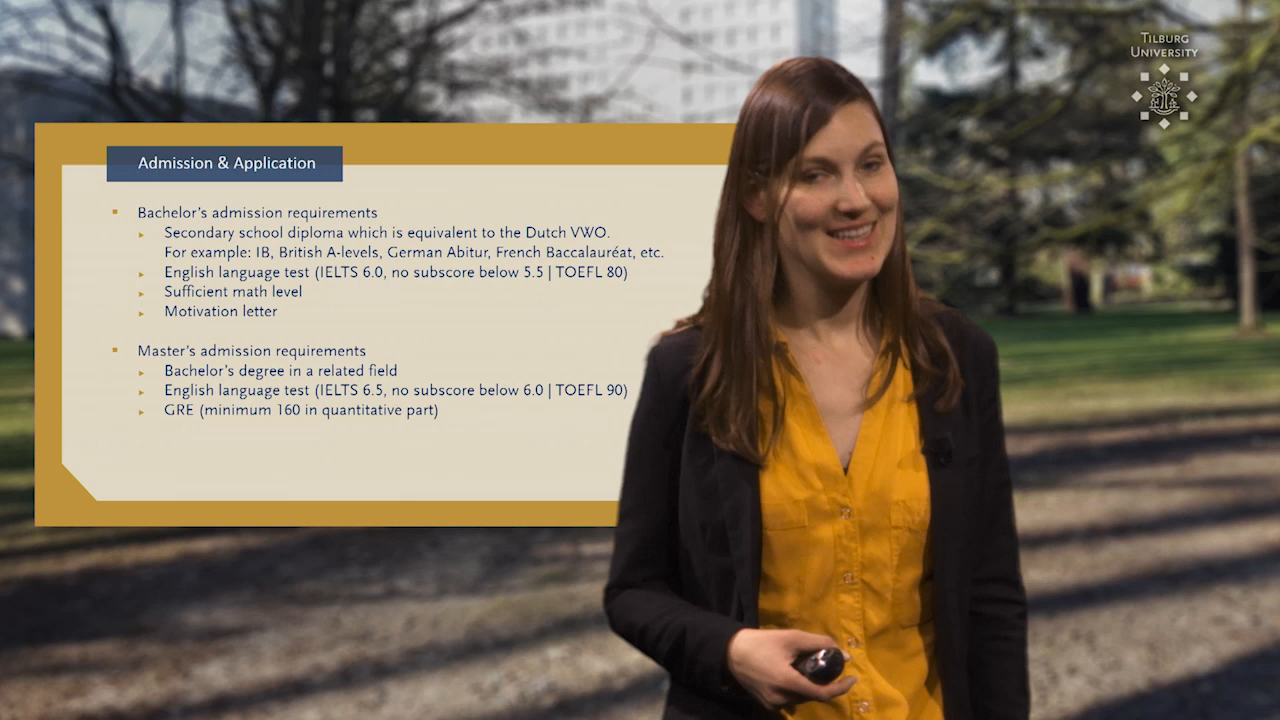 TILBURG
UNIVERSITY
Admission & Application
Bachelor's admission requirements
Secondary school diploma which is equivalent to the Dutch VWO.
For example: IB, British A-levels, German Abitur, French Baccalauréat, etc.
English language test (IELTS 6.0, no subscore below 5.5 | TOEFL 80)
Sufficient math level
Motivation letter
Master's admission requirements
Bachelor's degree in a related field
English language test (IELTS 6.5, no subscore below 6.0 | TOEFL 90)
GRE (minimum 160 in quantitative part)